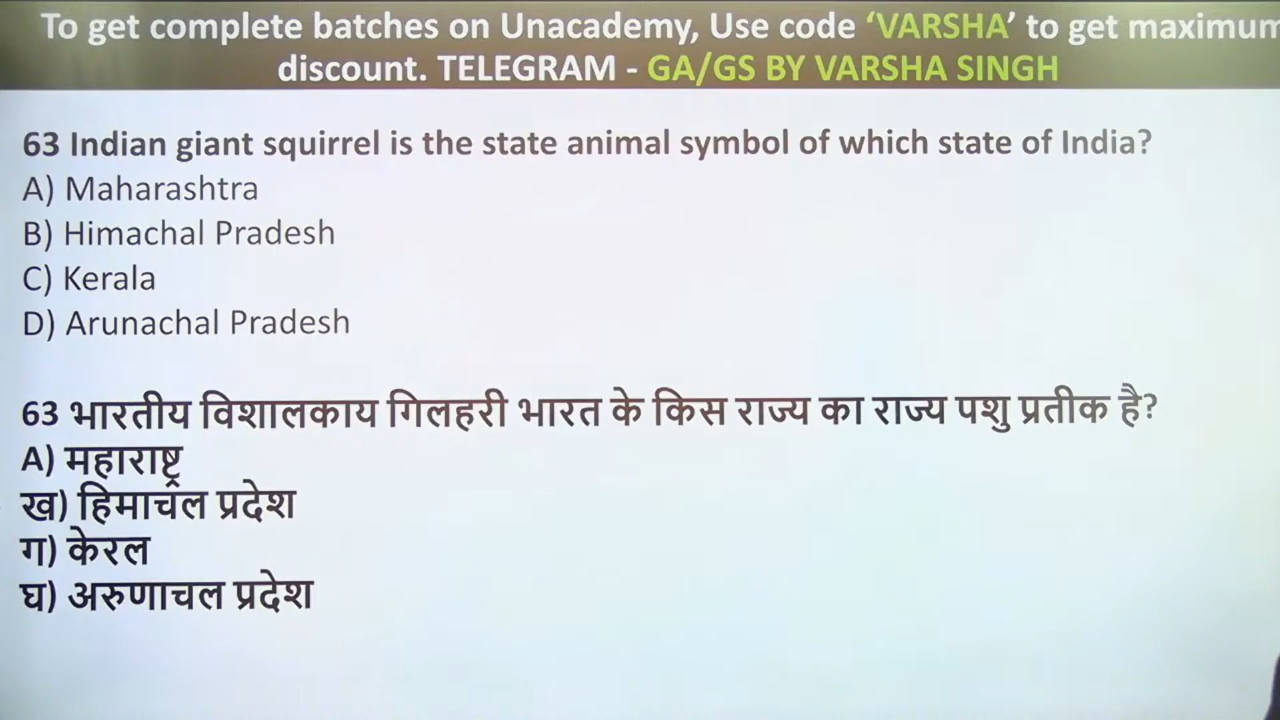 To get complete batches on Unacademy, Use code ‘VARSHA’ to get maximum
discount. TELEGRAM - GA/GS BY VARSHA SINGH
63 Indian giant squirrel is the state animal symbol of which state of India?
A) Maharashtra
B) Himachal Pradesh
C) Kerala
D) Arunachal Pradesh
63 भारतीय विशालकाय गिलहरी भारत के किस राज्य का राज्य पशु प्रतीक है?
A) महाराष्ट्र
ख) हिमाचल प्रदेश
ग) केरल
घ) अरुणाचल प्रदेश